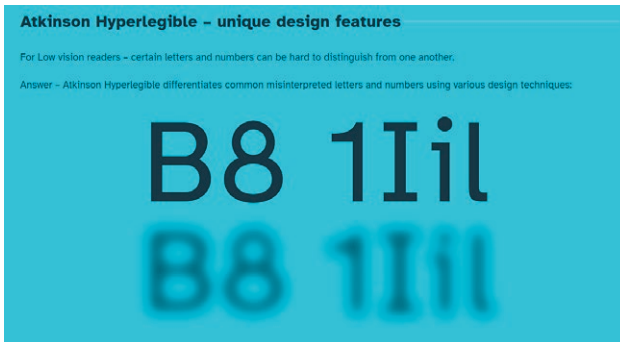 Atkinson Hyperlegible – unique design features
For Low vision readers – certain letters and numbers can be hard to distinguish from one another.
Answer – Atkinson Hyperlegible differentiates common misinterpreted letters and numbers using various design techniques:
B8 1Iil
B8 1Iil